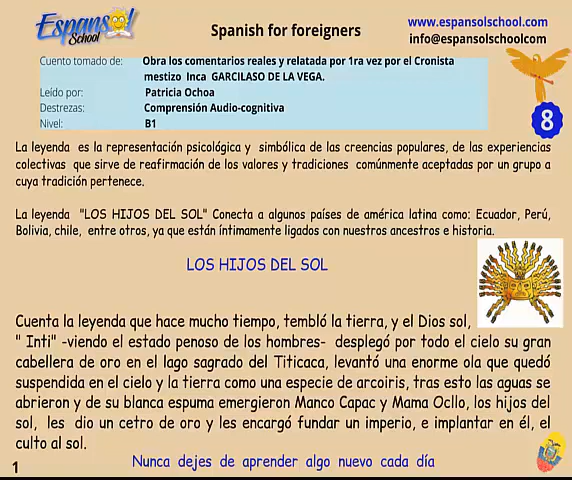 Espansol School
Spanish for foreigners
www.espansolschool.com
info@espansolschoolcom
Cuento tomado de: Obra los comentarios reales y relatada por 1ra vez por el Cronista
mestizo Inca GARCILASO DE LA VEGA.
Leído por: Patricia Ochoa
Destrezas: Comprensión Audio-cognitiva
Nivel: B1
8
La leyenda es la representación psicológica y simbólica de las creencias populares, de las experiencias
colectivas que sirve de reafirmación de los valores y tradiciones comúnmente aceptadas por un grupo a
cuya tradición pertenece.
La leyenda "LOS HIJOS DEL SOL" Conecta a algunos países de américa latina como: Ecuador, Perú,
Bolivia, chile, entre otros, ya que están íntimamente ligados con nuestros ancestros e historia.
LOS HIJOS DEL SOL
Cuenta la leyenda que hace mucho tiempo, tembló la tierra, y el Dios sol,
" Inti" -viendo el estado penoso de los hombres- desplegó por todo el cielo su gran
cabellera de oro en el lago sagrado del Titicaca, levantó una enorme ola que quedó
suspendida en el cielo y la tierra como una especie de arcoiris, tras esto las aguas se
abrieron y de su blanca espuma emergieron Manco Capac y Mama Ocllo, los hijos del
sol, les dio un cetro de oro y les encargó fundar un imperio, e implantar en él, el
culto al sol.
1
Nunca dejes de aprender algo nuevo cada día